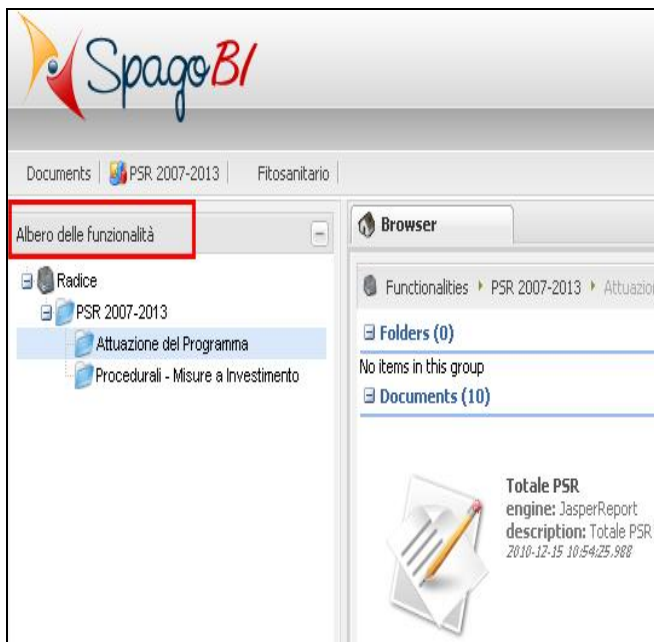 SpagoBI
Documents PSR 2007-2013 Fitosanitario
Albero delle funzionalità
Radice
PSR 2007-2013
Attuazione del Programma
Procedurali - Misure a Investimento
Browser
Functionalities PSR 2007-2013 Attuazion
Folders (0)
No items in this group
Documents (10)
Totale PSR
engine: JasperReport
description: Totale PSR
2010-12-15 10:54:25.988